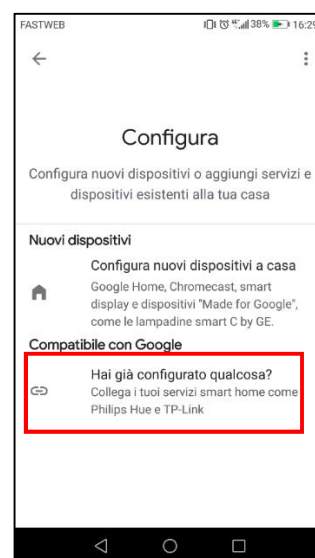 FASTWEB 38% 16:29
Configura
Configura nuovi dispositivi o aggiungi servizi e
dispositivi esistenti alla tua casa
Nuovi dispositivi
Configura nuovi dispositivi a casa
Google Home, Chromecast, smart
display e dispositivi "Made for Google",
come le lampadine smart C by GE.
Compatibile con Google
Hai già configurato qualcosa?
Collega i tuoi servizi smart home come
Philips Hue e TP-Link